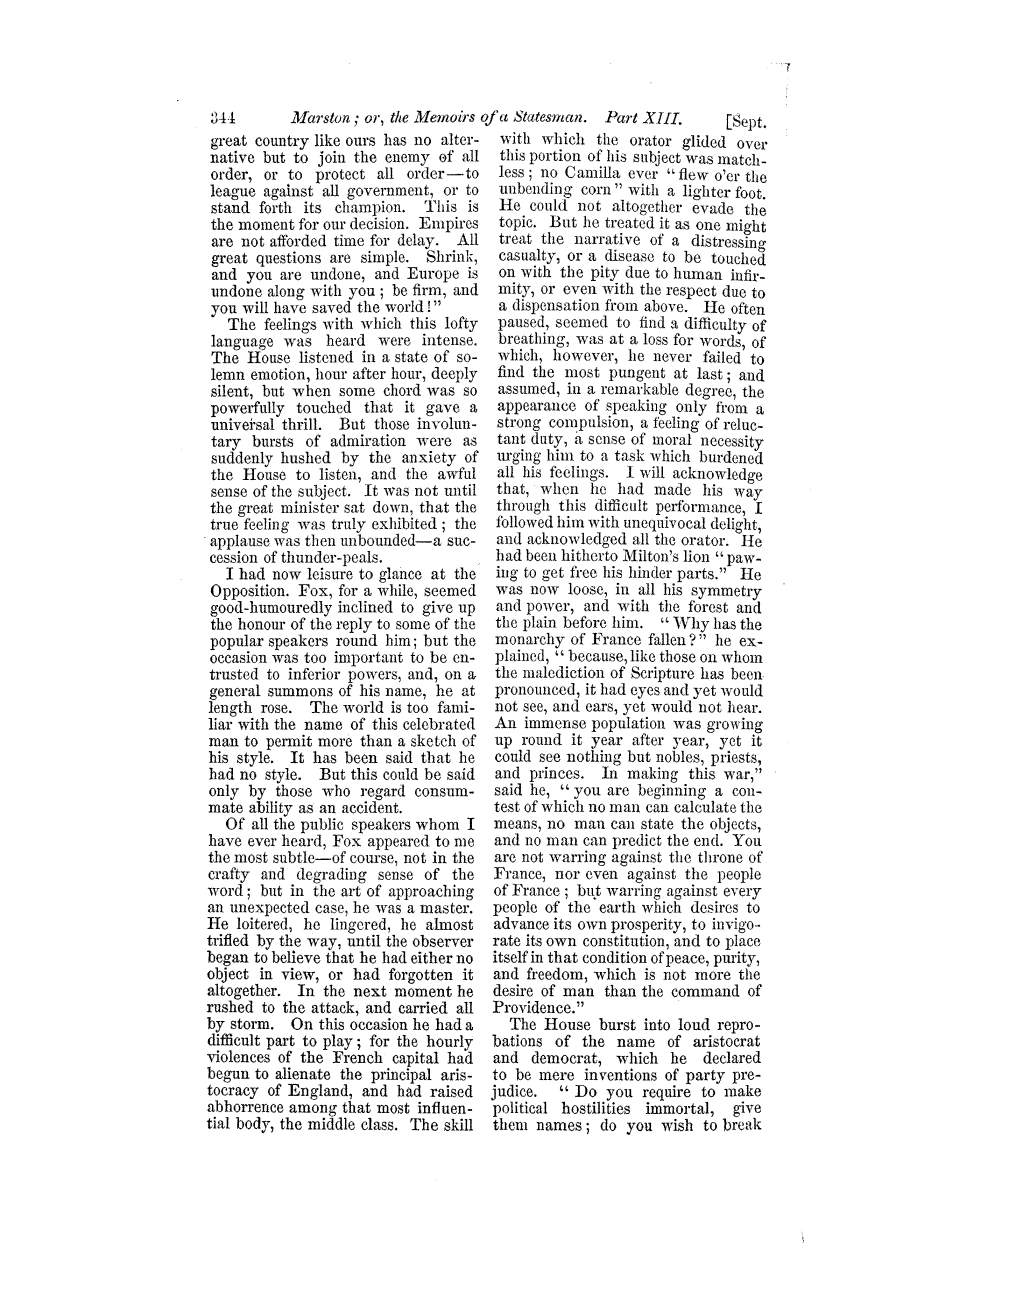 344 Marston; or, the Memoirs of a Statesman. Part XIII. [Sept.
great country like ours has no alter-
native but to join the enemy of all
order, or to protect all order—to
league against all government, or to
stand forth its champion. This is
the moment for our decision. Empires
are not afforded time for delay. All
great questions are simple. Shrink,
and you are undone, and Europe is
undone along with you; be firm, and
you will have saved the world!"
The feelings with which this lofty
language was heard were intense.
The House listened in a state of so-
lemn emotion, hour after hour, deeply
silent, but when some chord was so
powerfully touched that it gave a
universal thrill. But those involun-
tary bursts of admiration were as
suddenly hushed by the anxiety of
the House to listen, and the awful
sense of the subject. It was not until
the great minister sat down, that the
true feeling was truly exhibited; the
applause was then unbounded—a suc-
cession of thunder-peals.
I had now leisure to glance at the
Opposition. Fox, for a while, seemed
good-humouredly inclined to give up
the honour of the reply to some of the
popular speakers round him; but the
occasion was too important to be en-
trusted to inferior powers, and, on a
general summons of his name, he at
length rose. The world is too fami-
liar with the name of this celebrated
man to permit more than a sketch of
his style. It has been said that he
had no style. But this could be said
only by those who regard consum-
mate ability as an accident.
Of all the public speakers whom I
have ever heard, Fox appeared to me
the most subtle—of course, not in the
crafty and degrading sense of the
word; but in the art of approaching
an unexpected case, he was a master.
He loitered, he lingered, he almost
trifled by the way, until the observer
began to believe that he had either no
object in view, or had forgotten it
altogether. In the next moment he
rushed to the attack, and carried all
by storm. On this occasion he had a
difficult part to play; for the hourly
violences of the French capital had
begun to alienate the principal aris-
tocracy of England, and had raised
abhorrence among that most influen-
tial body, the middle class. The skill
with which the orator glided over
this portion of his subject was match-
less; no Camilla ever "flew o'er the
unbending corn" with a lighter foot.
He could not altogether evade the
topic. But he treated it as one might
treat the narrative of a distressing
casualty, or a disease to be touched
on with the pity due to human infir-
mity, or even with the respect due to
a dispensation from above. He often
paused, seemed to find a difficulty of
breathing, was at a loss for words, of
which, however, he never failed to
find the most pungent at last; and
assumed, in a remarkable degree, the
appearance of speaking only from a
strong compulsion, a feeling of reluc-
tant duty, a sense of moral necessity
urging him to a task which burdened
all his feelings. I will acknowledge
that, when he had made his way
through this difficult performance, I
followed him with unequivocal delight,
and acknowledged all the orator. He
had been hitherto Milton's lion "paw-
ing to get free his hinder parts." He
was now loose, in all his symmetry
and power, and with the forest and
the plain before him. "Why has the
monarchy of France fallen?" he ex-
plained, "because, like those on whom
the malediction of Scripture has been
pronounced, it had eyes and yet would
not see, and ears, yet would not hear.
An immense population was growing
up round it year after year, yet it
could see nothing but nobles, priests,
and princes. In making this war,"
said he, "you are beginning a con-
test of which no man can calculate the
means, no man can state the objects,
and no man can predict the end. You
are not warring against the throne of
France, nor even against the people
of France; but warring against every
people of the earth which desires to
advance its own prosperity, to invigo-
rate its own constitution, and to place
itself in that condition of peace, purity,
and freedom, which is not more the
desire of man than the command of
Providence."
The House burst into loud repro-
bations of the name of aristocrat
and democrat, which he declared
to be mere inventions of party pre-
judice. "Do you require to make
political hostilities immortal, give
them names; do you wish to break